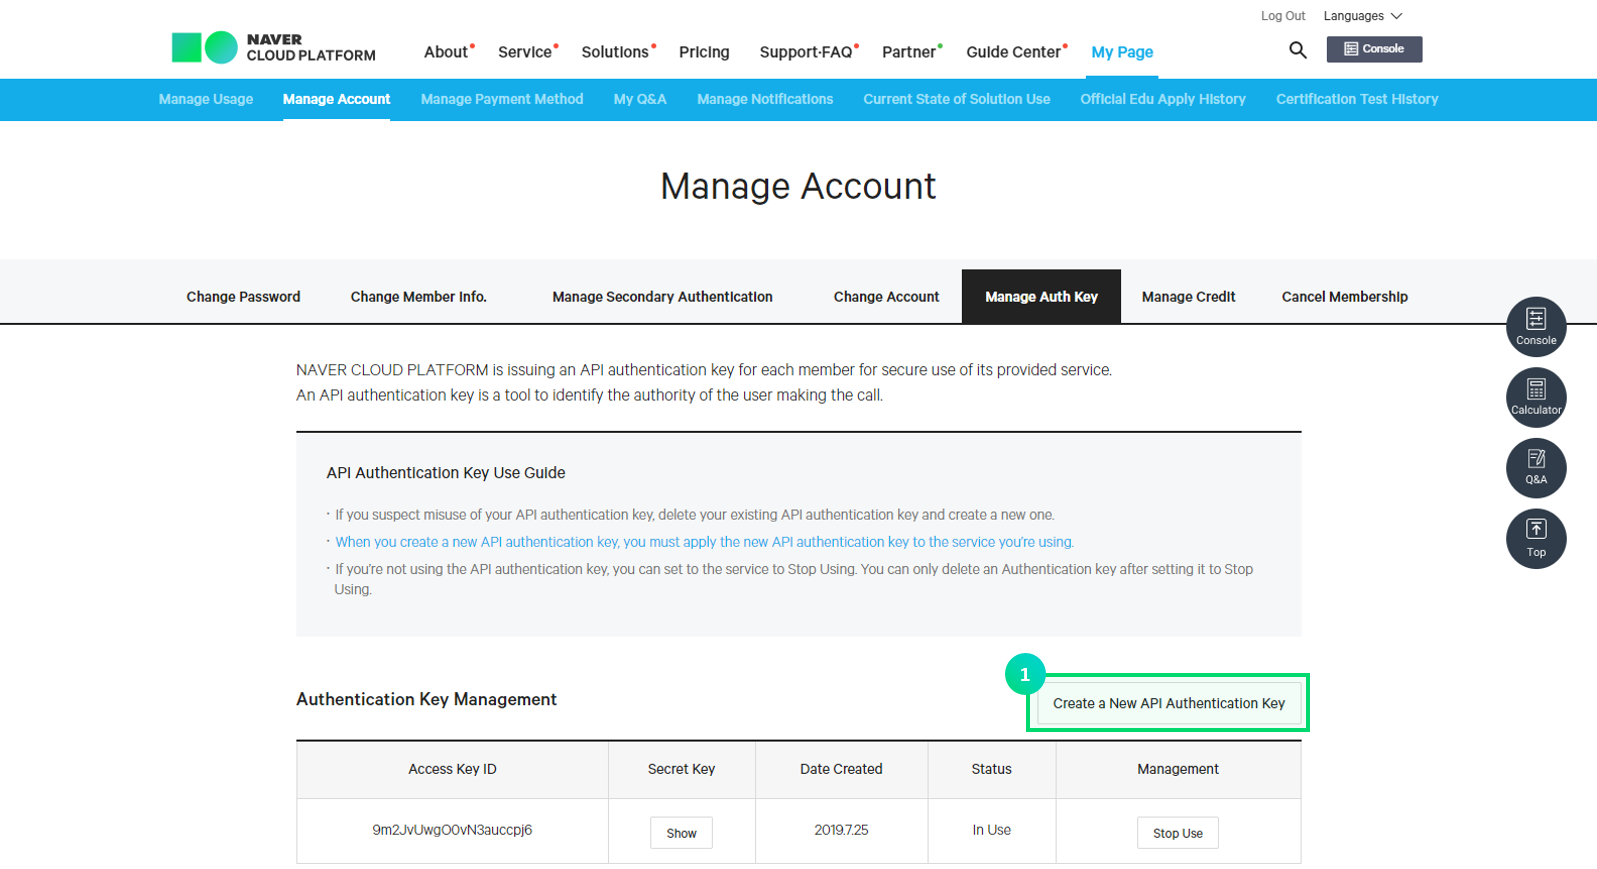 Log Out Languages
NAVER
CLOUD PLATFORM
About Service Solutions Pricing Support·FAQ Partner Guide Center My Page Console
Manage Usage Manage Account Manage Payment Method My Q&A Manage Notifications Current State of Solution Use Official Edu Apply History Certification Test History
Manage Account
Change Password Change Member Info. Manage Secondary Authentication Change Account Manage Auth Key Manage Credit Cancel Membership
Console
Calculator
Q&A
Top
NAVER CLOUD PLATFORM is issuing an API authentication key for each member for secure use of its provided service.
An API authentication key is a tool to identify the authority of the user making the call.
API Authentication Key Use Guide
· If you suspect misuse of your API authentication key, delete your existing API authentication key and create a new one.
· When you create a new API authentication key, you must apply the new API authentication key to the service you're using.
· If you're not using the API authentication key, you can set to the service to Stop Using. You can only delete an Authentication key after setting it to Stop
Using.
1
Authentication Key Management Create a New API Authentication Key
Access Key ID Secret Key Date Created Status Management
9m2JvUwgO0vN3auccpj6 Show 2019.7.25 In Use Stop Use